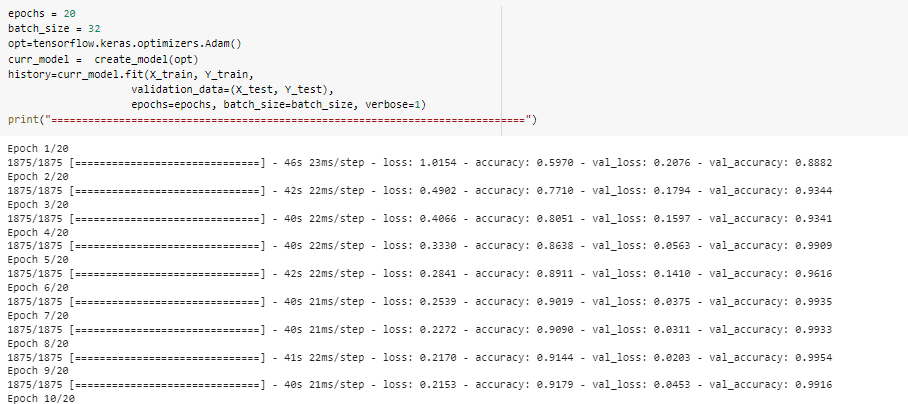 epochs = 20
batch_size = 32
opt=tensorflow.keras.optimizers.Adam()
curr_model =  create_model(opt)
history=curr_model.fit(X_train, Y_train,
                    validation_data=(X_test, Y_test),
                    epochs=epochs, batch_size=batch_size, verbose=1)
print("=============================================================================")
Epoch 1/20
1875/1875 [==============================] - 46s 23ms/step - loss: 1.0154 - accuracy: 0.5970 - val_loss: 0.2076 - val_accuracy: 0.8882
Epoch 2/20
1875/1875 [==============================] - 42s 22ms/step - loss: 0.4902 - accuracy: 0.7710 - val_loss: 0.1794 - val_accuracy: 0.9344
Epoch 3/20
1875/1875 [==============================] - 40s 22ms/step - loss: 0.4066 - accuracy: 0.8051 - val_loss: 0.1597 - val_accuracy: 0.9341
Epoch 4/20
1875/1875 [==============================] - 40s 22ms/step - loss: 0.3330 - accuracy: 0.8638 - val_loss: 0.0563 - val_accuracy: 0.9909
Epoch 5/20
1875/1875 [==============================] - 42s 22ms/step - loss: 0.2841 - accuracy: 0.8911 - val_loss: 0.1410 - val_accuracy: 0.9616
Epoch 6/20
1875/1875 [==============================] - 40s 21ms/step - loss: 0.2539 - accuracy: 0.9019 - val_loss: 0.0375 - val_accuracy: 0.9935
Epoch 7/20
1875/1875 [==============================] - 40s 21ms/step - loss: 0.2272 - accuracy: 0.9090 - val_loss: 0.0311 - val_accuracy: 0.9933
Epoch 8/20
1875/1875 [==============================] - 41s 22ms/step - loss: 0.2170 - accuracy: 0.9144 - val_loss: 0.0203 - val_accuracy: 0.9954
Epoch 9/20
1875/1875 [==============================] - 40s 21ms/step - loss: 0.2153 - accuracy: 0.9179 - val_loss: 0.0453 - val_accuracy: 0.9916
Epoch 10/20